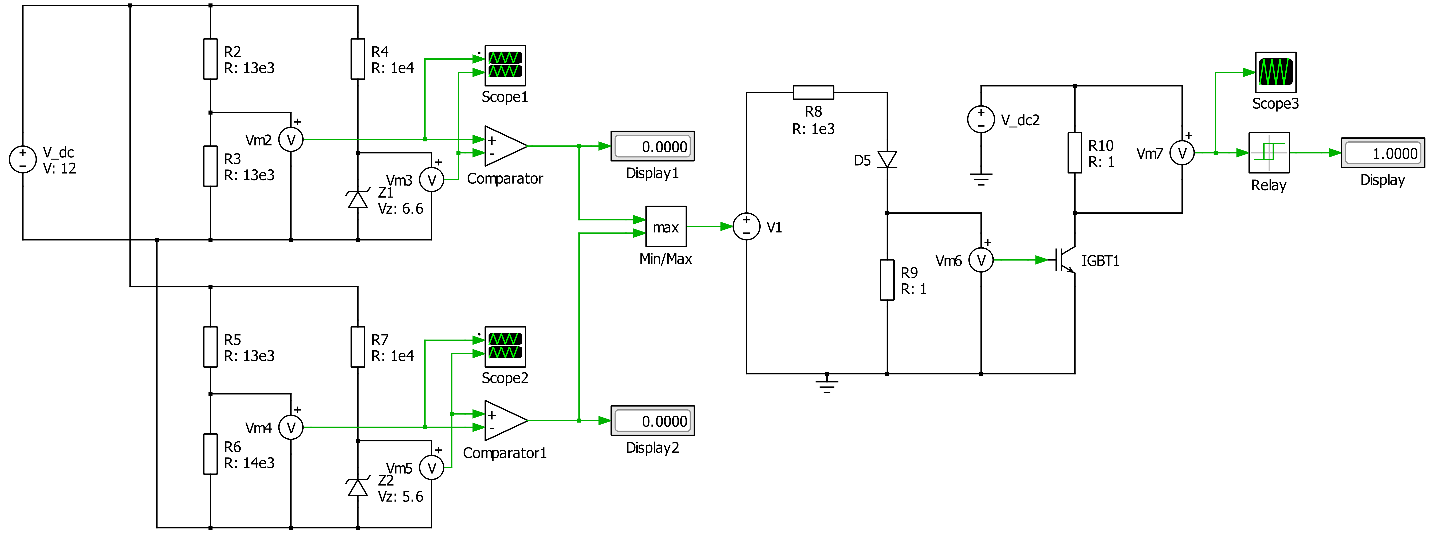 V_dc
V: 12
R2
R: 13e3
R3
R: 13e3
Vm2
+
V
R4
R: 1e4
Z1
Vz: 6.6
Vm3
+
V
Scope1
+
-
Comparator
0.0000
Display1
R5
R: 13e3
R6
R: 14e3
Vm4
+
V
R7
R: 1e4
Z2
Vz: 5.6
Vm5
+
V
Scope2
+
-
Comparator1
0.0000
Display2
max
Min/Max
V1
R8
R: 1e3
D5
R9
R: 1
Vm6
+
V
V_dc2
R10
R: 1
IGBT1
Vm7
+
V
Scope3
Relay
1.0000
Display